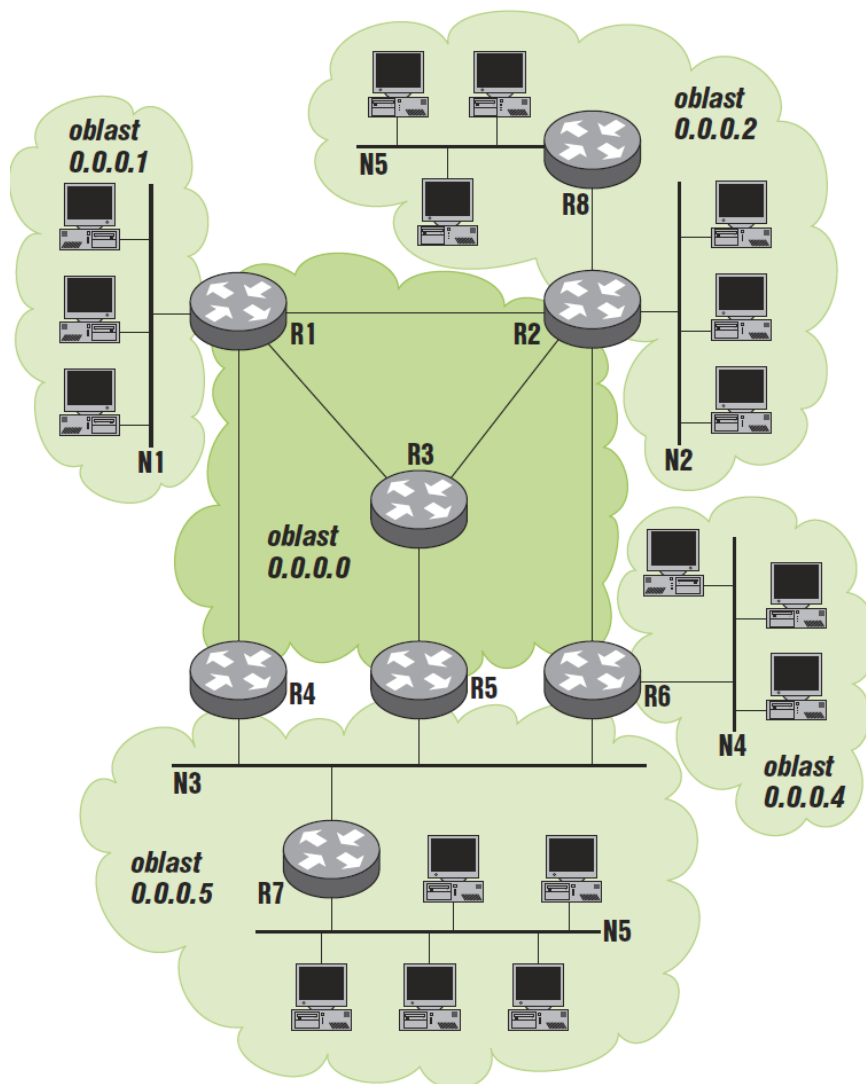 oblast
0.0.0.1
oblast
0.0.0.2
N5
R8
R1
R2
N1
N2
R3
oblast
0.0.0.0
R4
R5
R6
N4
oblast
0.0.0.4
N3
oblast
0.0.0.5
R7
N5